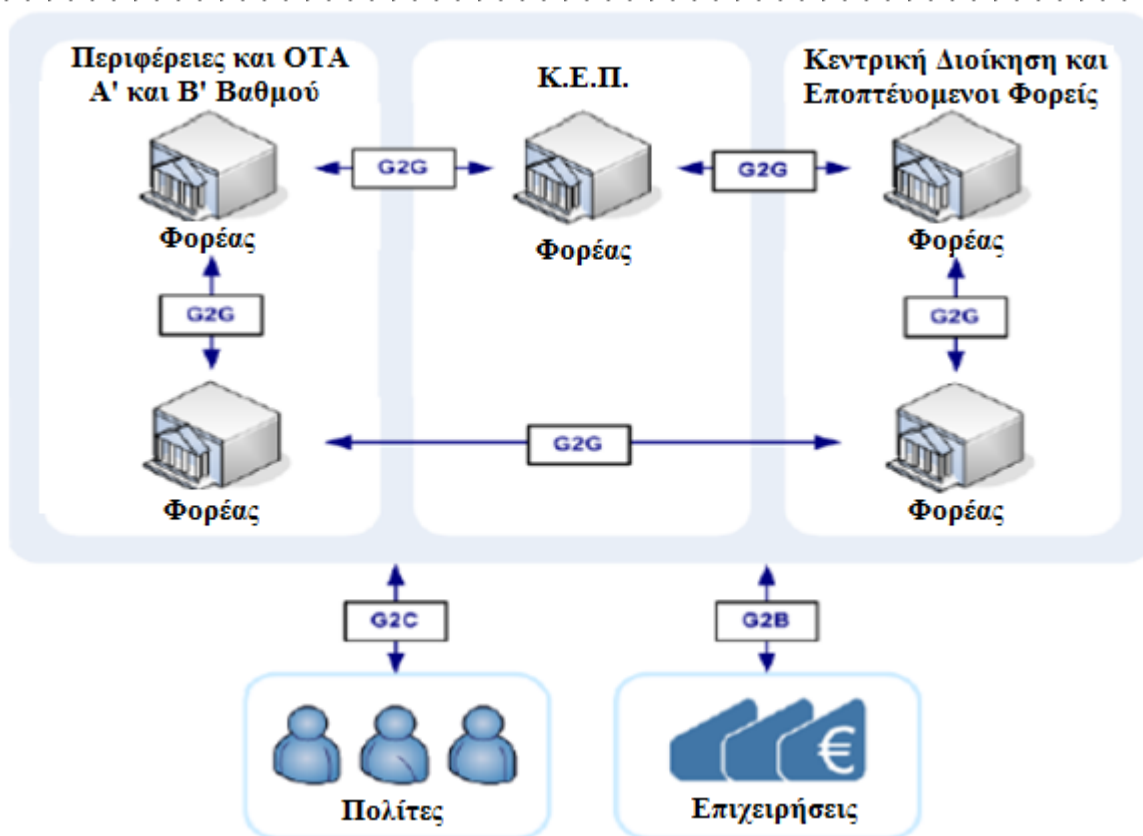 Περιφέρειες και ΟΤΑ
Α' και Β' Βαθμού
Κ.Ε.Π.
Κεντρική Διοίκηση και
Εποπτέυομενοι Φορείς
G2G
G2G
Φορέας
Φορέας
Φορέας
G2G
G2G
G2G
Φορέας
Φορέας
G2C
G2B
€
Πολίτες
Επιχειρήσεις